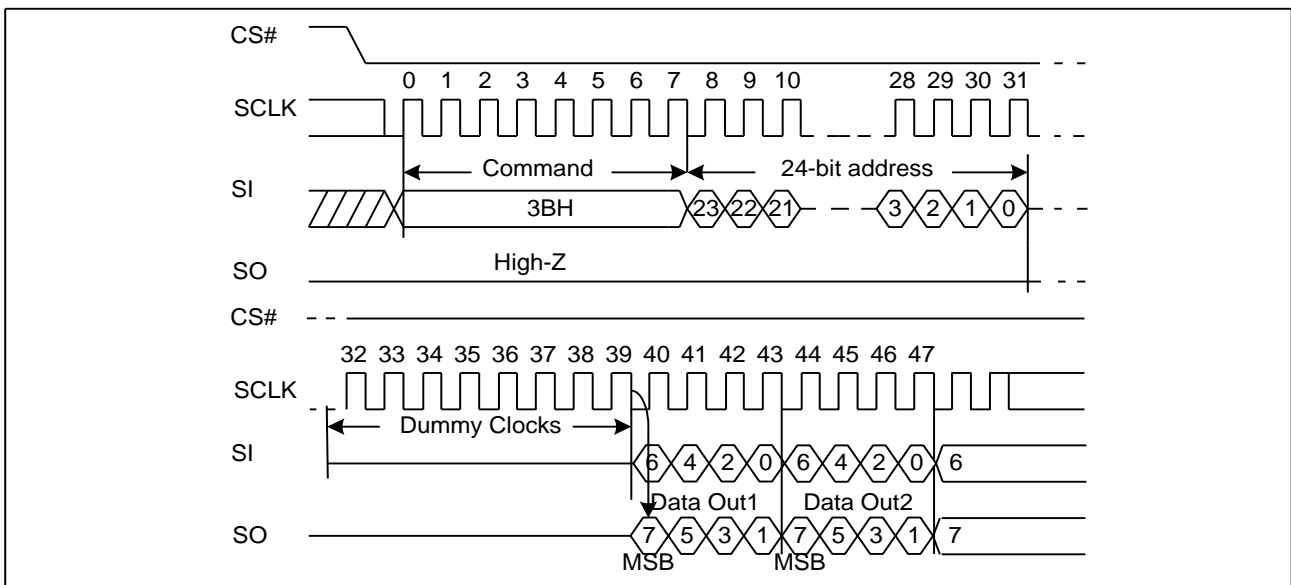 CS#
0 1 2 3 4 5 6 7 8 9 10 28 29 30 31
SCLK
Command 24-bit address
SI
3BH 23 22 21 3 2 1 0
High-Z
SO
CS#
32 33 34 35 36 37 38 39 40 41 42 43 44 45 46 47
SCLK
Dummy Clocks
SI
6 4 2 0 6 4 2 0 6
Data Out1 Data Out2
SO
7 5 3 1 7 5 3 1 7
MSB MSB